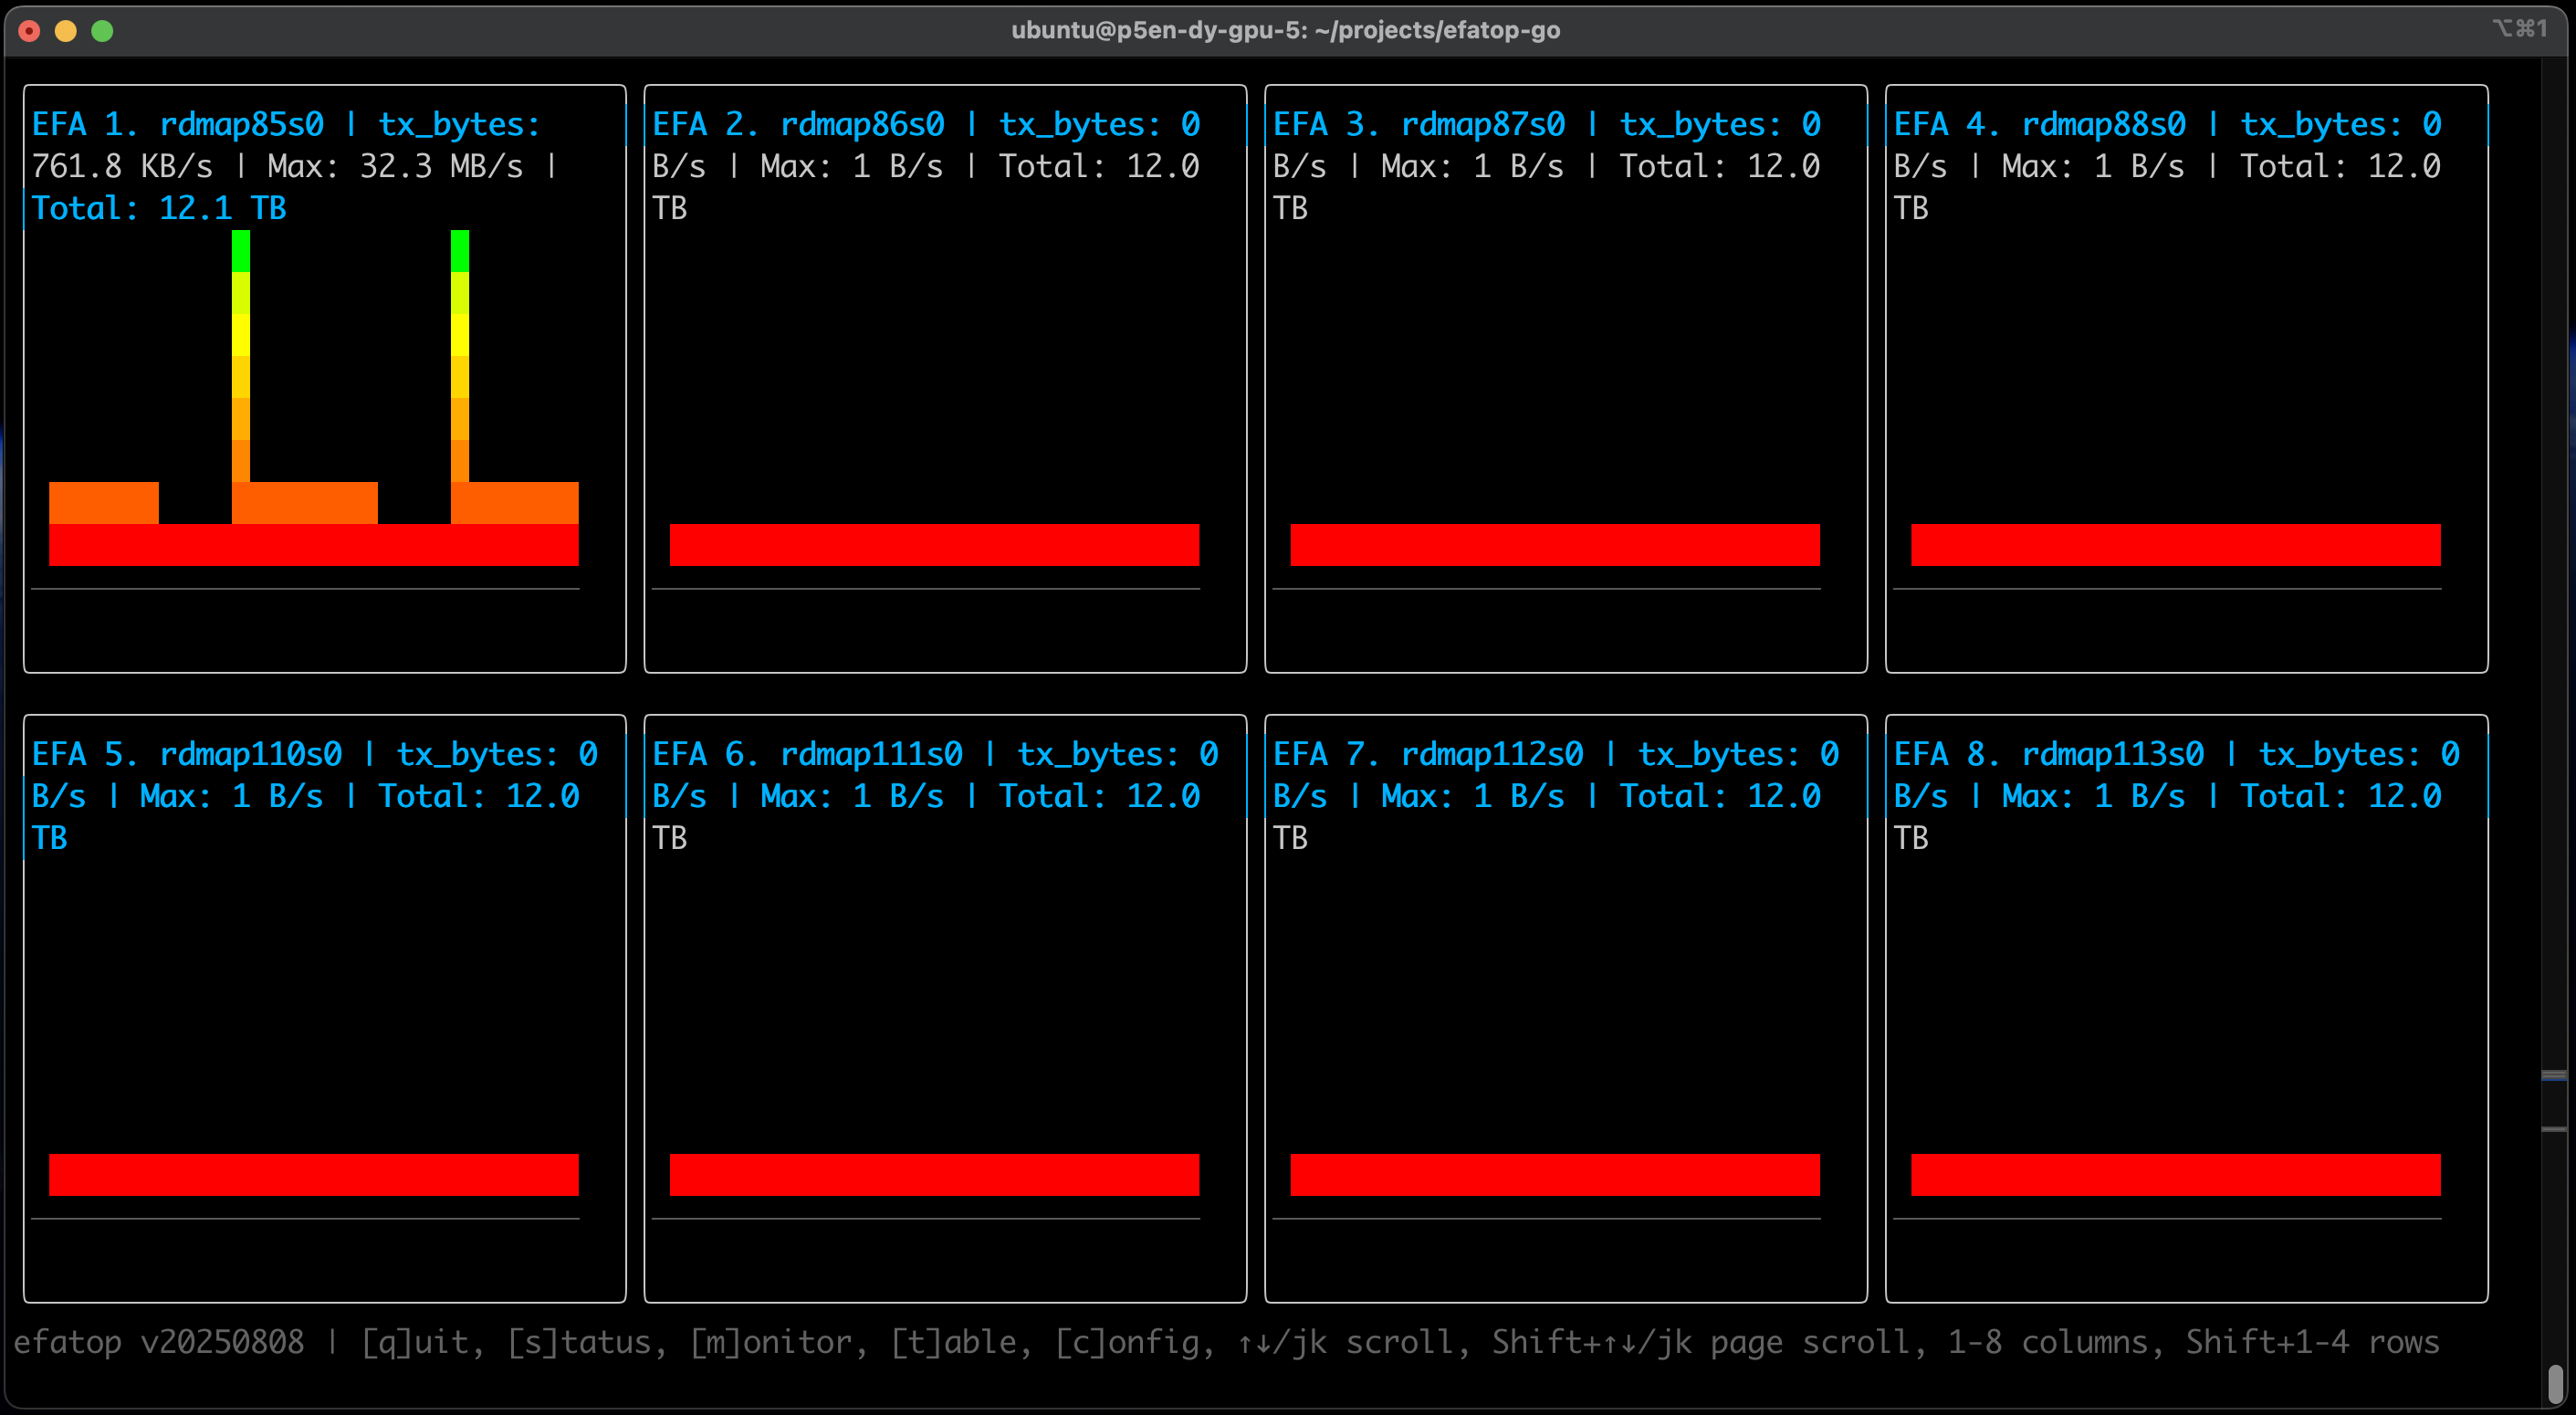 ubuntu@p5en-dy-gpu-5: ~/projects/efatop-go
⌥⌘1
EFA 1. rdmap85s0 | tx_bytes:
761.8 KB/s | Max: 32.3 MB/s |
Total: 12.1 TB
EFA 2. rdmap86s0 | tx_bytes: 0
B/s | Max: 1 B/s | Total: 12.0
TB
EFA 3. rdmap87s0 | tx_bytes: 0
B/s | Max: 1 B/s | Total: 12.0
TB
EFA 4. rdmap88s0 | tx_bytes: 0
B/s | Max: 1 B/s | Total: 12.0
TB
EFA 5. rdmap110s0 | tx_bytes: 0
B/s | Max: 1 B/s | Total: 12.0
TB
EFA 6. rdmap111s0 | tx_bytes: 0
B/s | Max: 1 B/s | Total: 12.0
TB
EFA 7. rdmap112s0 | tx_bytes: 0
B/s | Max: 1 B/s | Total: 12.0
TB
EFA 8. rdmap113s0 | tx_bytes: 0
B/s | Max: 1 B/s | Total: 12.0
TB
efatop v20250808 | [q]uit, [s]tatus, [m]onitor, [t]able, [c]onfig, ↑↓/jk scroll, Shift+↑↓/jk page scroll, 1-8 columns, Shift+1-4 rows